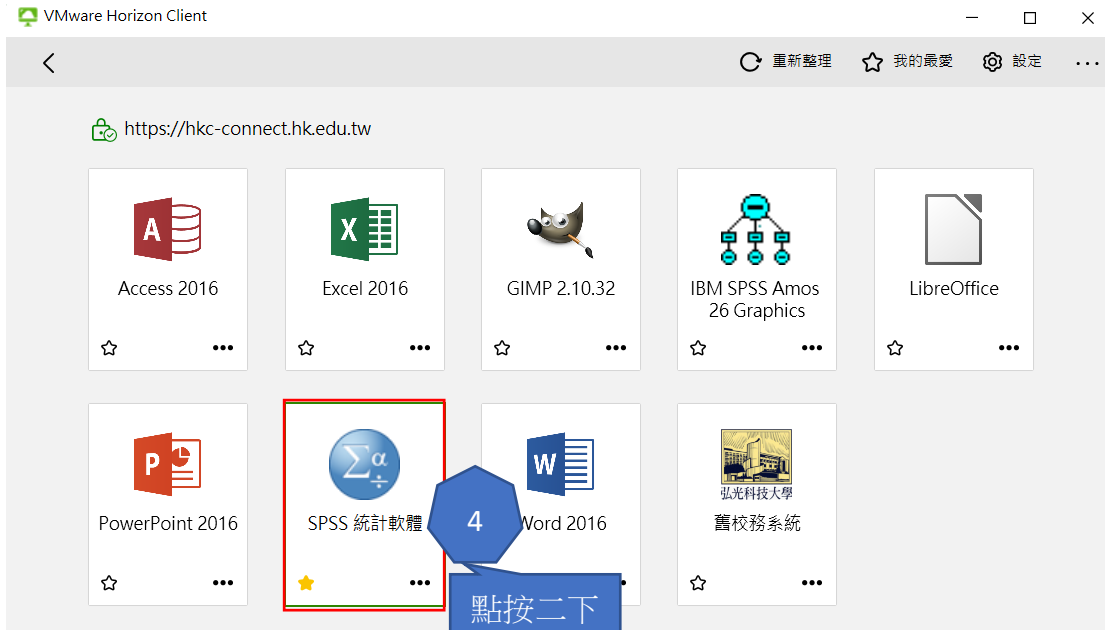 VMware Horizon Client
重新整理
我的最愛
設定
https://hkc-connect.hk.edu.tw
A
X
Access 2016
Excel 2016
GIMP 2.10.32
IBM SPSS Amos
26 Graphics
LibreOffice
P
Σα÷
W
弘光科技大學
PowerPoint 2016
SPSS 統計軟體
4
Word 2016
舊校務系統
點按二下